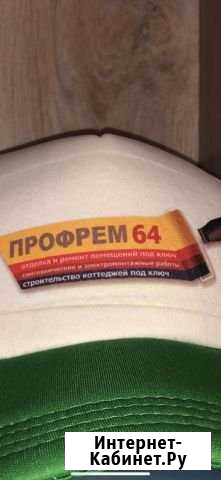 ПРОФРЕМ 64
отделка и ремонт помещений под ключ
сантехнические и электромонтажные работы
строительство коттеджей под ключ
Интернет-
Кабинет.Ру